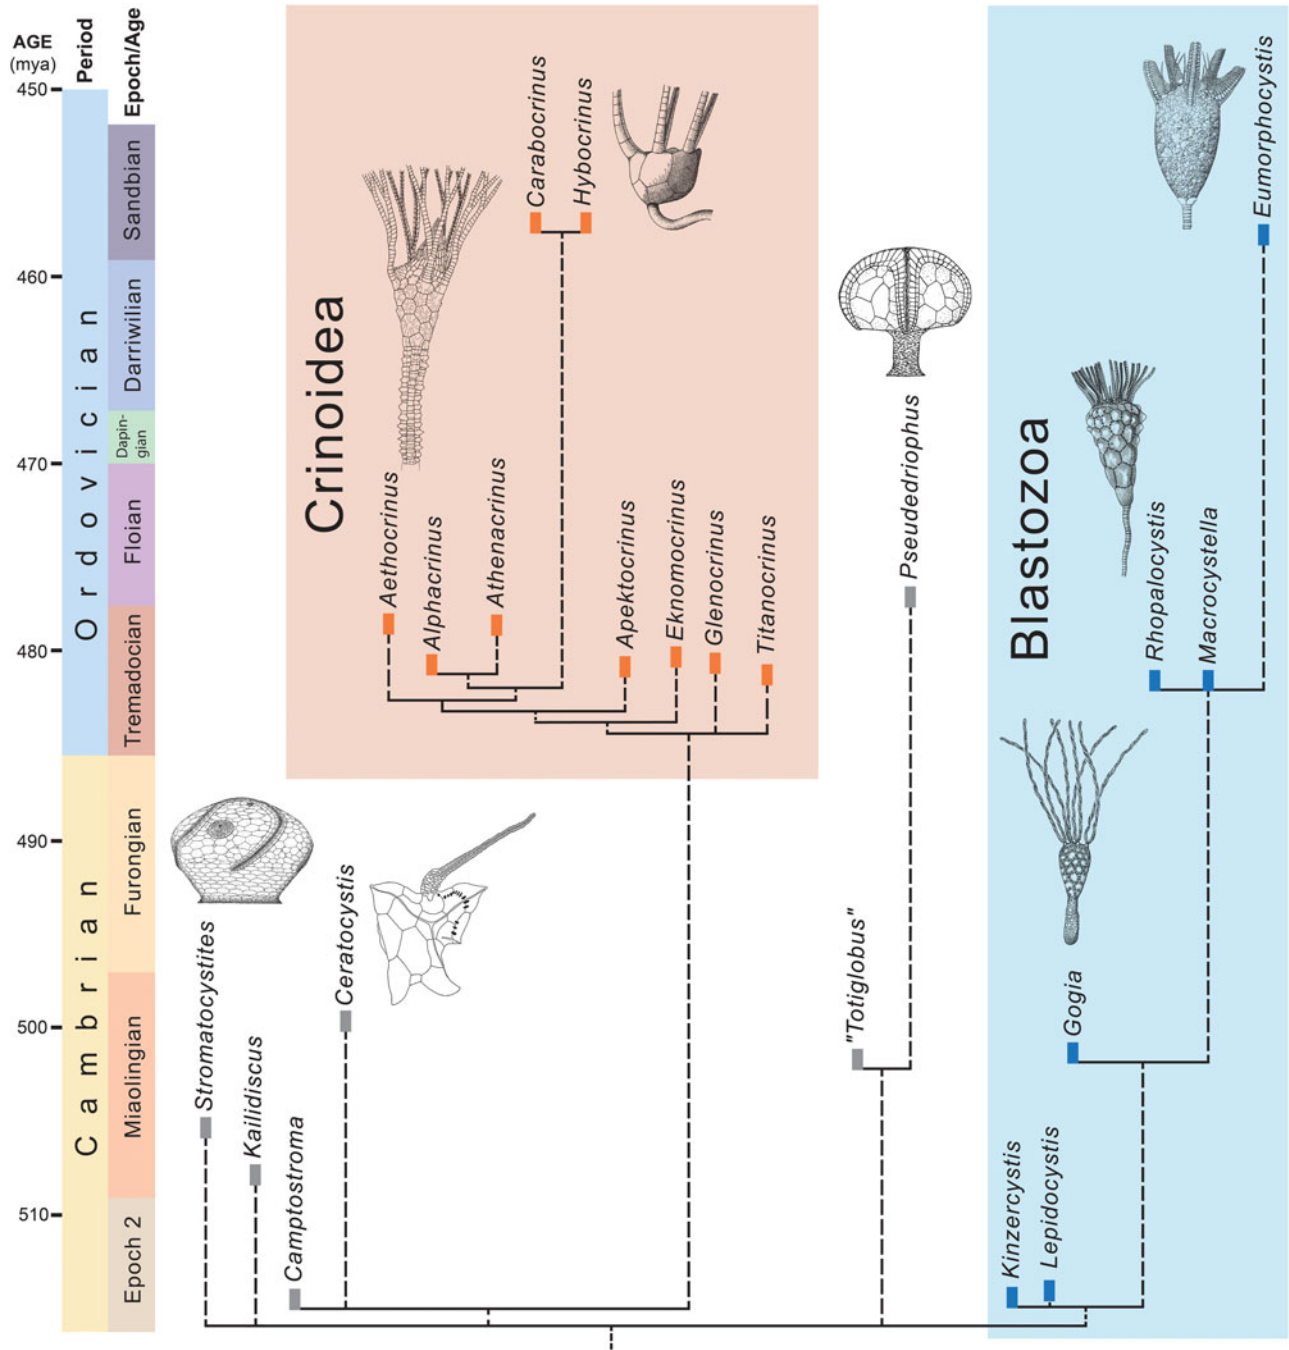 AGE
(mya)
Period
Epoch/Age
450
460
470
480
490
500
510
Ordovician
Cambrian
Sandbian
Darriwilian
Dapin-
gian
Floian
Tremadocian
Furongian
Miaolingian
Epoch 2
Crinoidea
Carabocrinus
Hybocrinus
Aethocrinus
Alphacrinus
Athenacrinus
Apektocrinus
Eknomocrinus
Glenocrinus
Titanocrinus
Stromatocystites
Kailidiscus
Camptostroma
Ceratocystis
"Totiglobus"
Pseudedriophus
Blastozoa
Eumorphocystis
Rhopalocystis
Macrocystella
Gogia
Kinzercystis
Lepidocystis